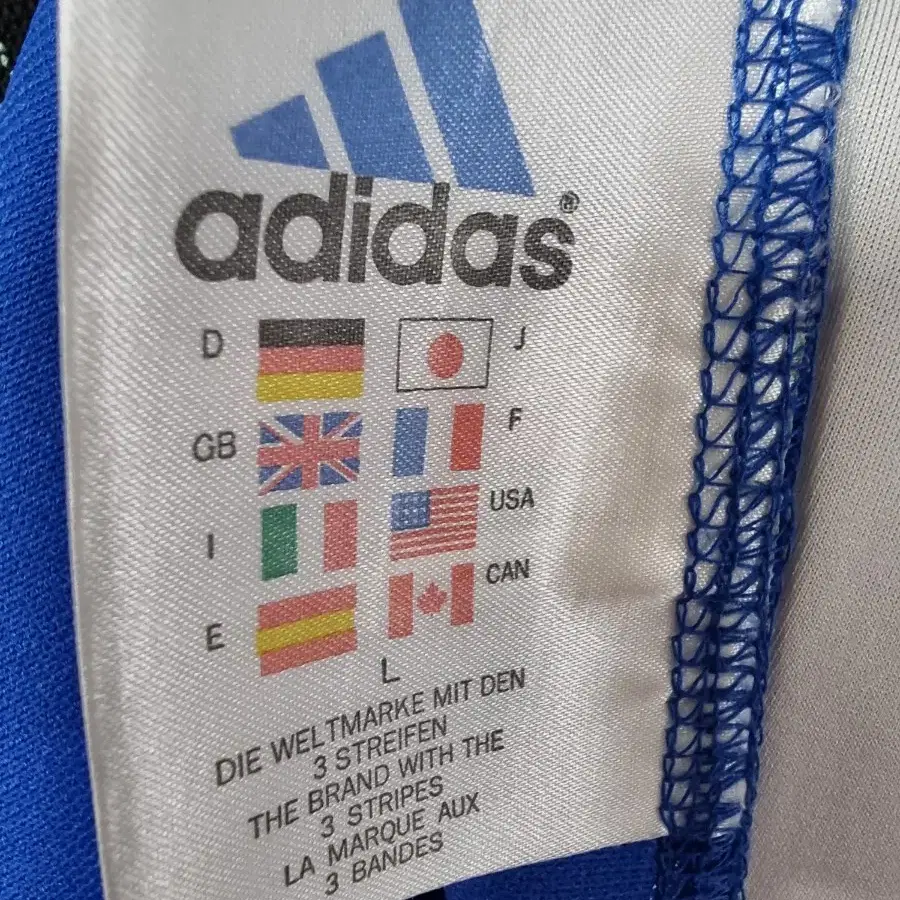 adidas®
D J
GB F
I USA
E CAN
L
DIE WELTMARKE MIT DEN
3 STREIFEN
THE BRAND WITH THE
3 STRIPES
LA MARQUE AUX
3 BANDES